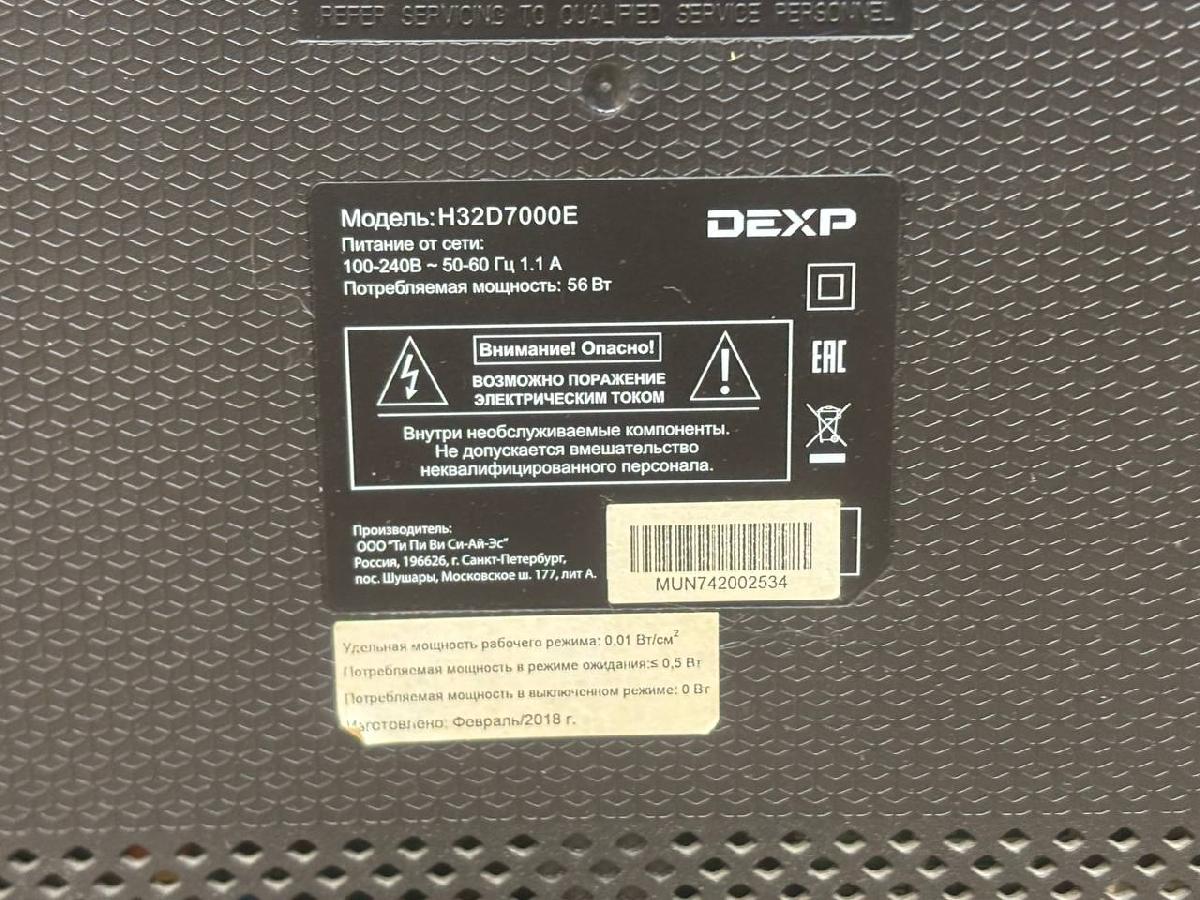 REFER SERVICING TO QUALIFIED SERVICE PERSONNEL
Модель:H32D7000E
DEXP
Питание от сети:
100-240В ~ 50-60 Гц 1.1 А
Потребляемая мощность: 56 Вт
Внимание! Опасно!
ВОЗМОЖНО ПОРАЖЕНИЕ
ЭЛЕКТРИЧЕСКИМ ТОКОМ
EAC
Внутри необслуживаемые компоненты.
Не допускается вмешательство
неквалифицированного персонала.
Производитель:
ООО "Ти Пи Ви Си-Ай-Эс"
Россия, 196626, г. Санкт-Петербург,
пос. Шушары, Московское ш. 177, лит А.
MUN742002534
Удельная мощность рабочего режима: 0.01 Вт/см²
Потребляемая мощность в режиме ожидания:≤ 0,5 Вт
Потребляемая мощность в выключенном режиме: 0 Вт
Изготовлено: Февраль/2018 г.